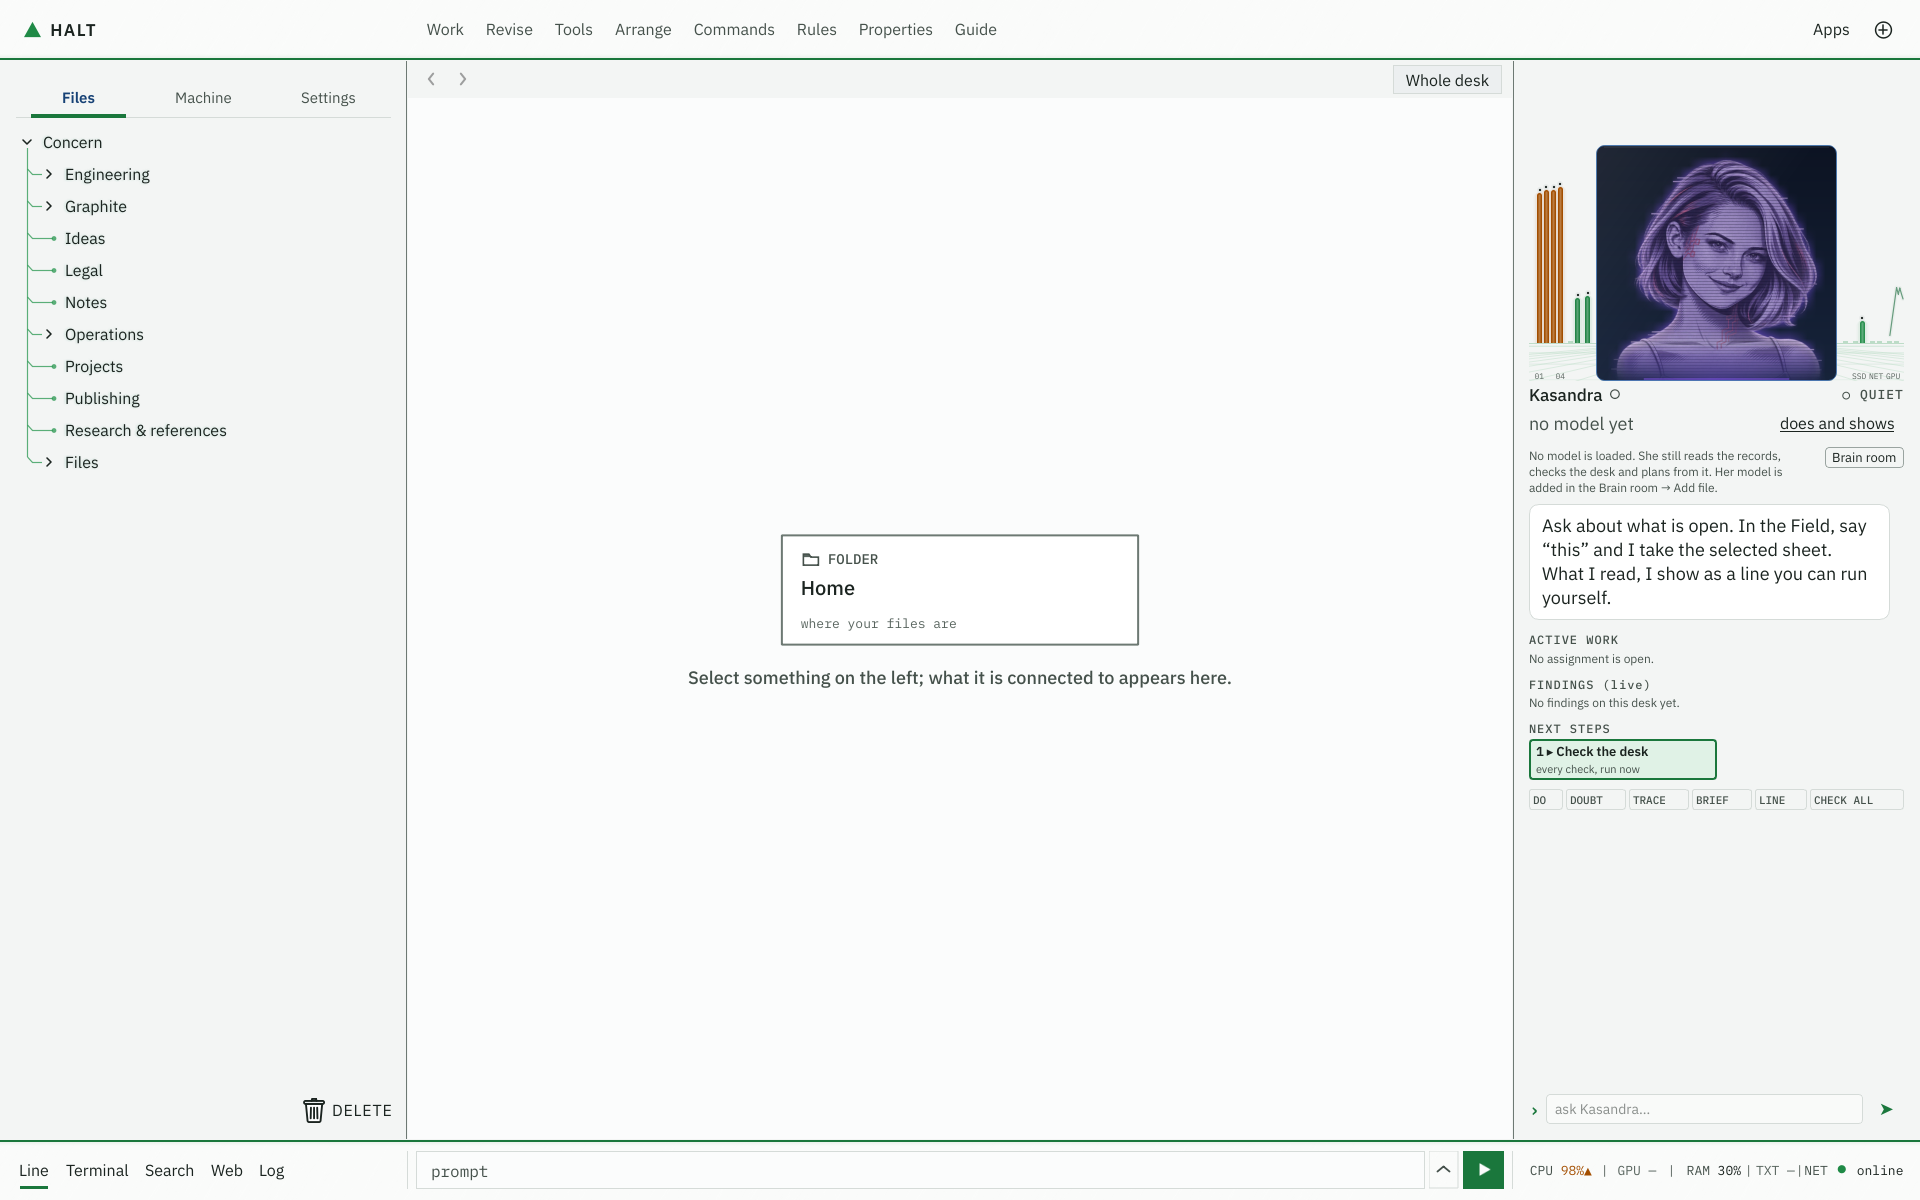 HALT
Work Revise Tools Arrange Commands Rules Properties Guide
Apps
Files Machine Settings
Concern
Engineering
Graphite
Ideas
Legal
Notes
Operations
Projects
Publishing
Research & references
Files
DELETE
Whole desk
FOLDER
Home
where your files are
Select something on the left; what it is connected to appears here.
01 04
SSD NET GPU
Kasandra
QUIET
no model yet
does and shows
No model is loaded. She still reads the records,
checks the desk and plans from it. Her model is
added in the Brain room → Add file.
Brain room
Ask about what is open. In the Field, say
“this” and I take the selected sheet.
What I read, I show as a line you can run
yourself.
ACTIVE WORK
No assignment is open.
FINDINGS (live)
No findings on this desk yet.
NEXT STEPS
1 ▸ Check the desk
every check, run now
DO DOUBT TRACE BRIEF LINE CHECK ALL
› ask Kasandra...
Line Terminal Search Web Log
prompt
CPU 98%▲ | GPU — | RAM 30% | TXT —|NET ● online